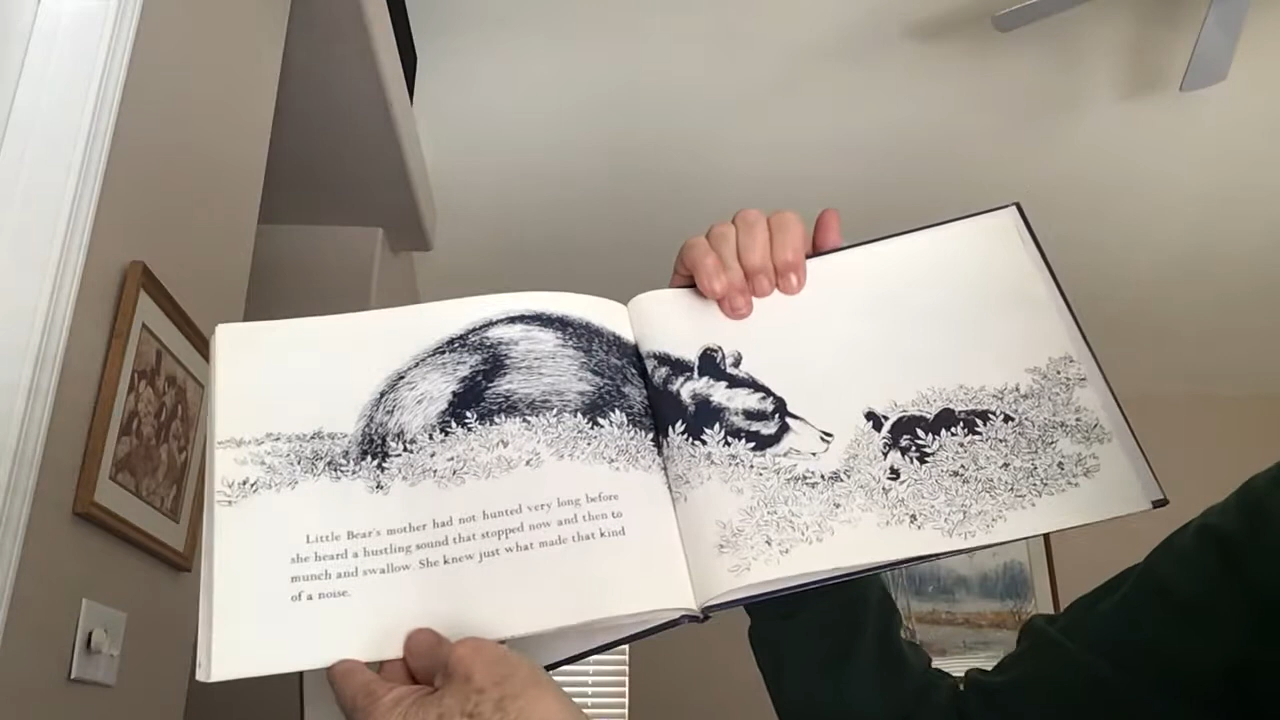 Little Bear's mother had not hunted very long before
she heard a hustling sound that stopped now and then to
munch and swallow. She knew just what made that kind
of a noise.